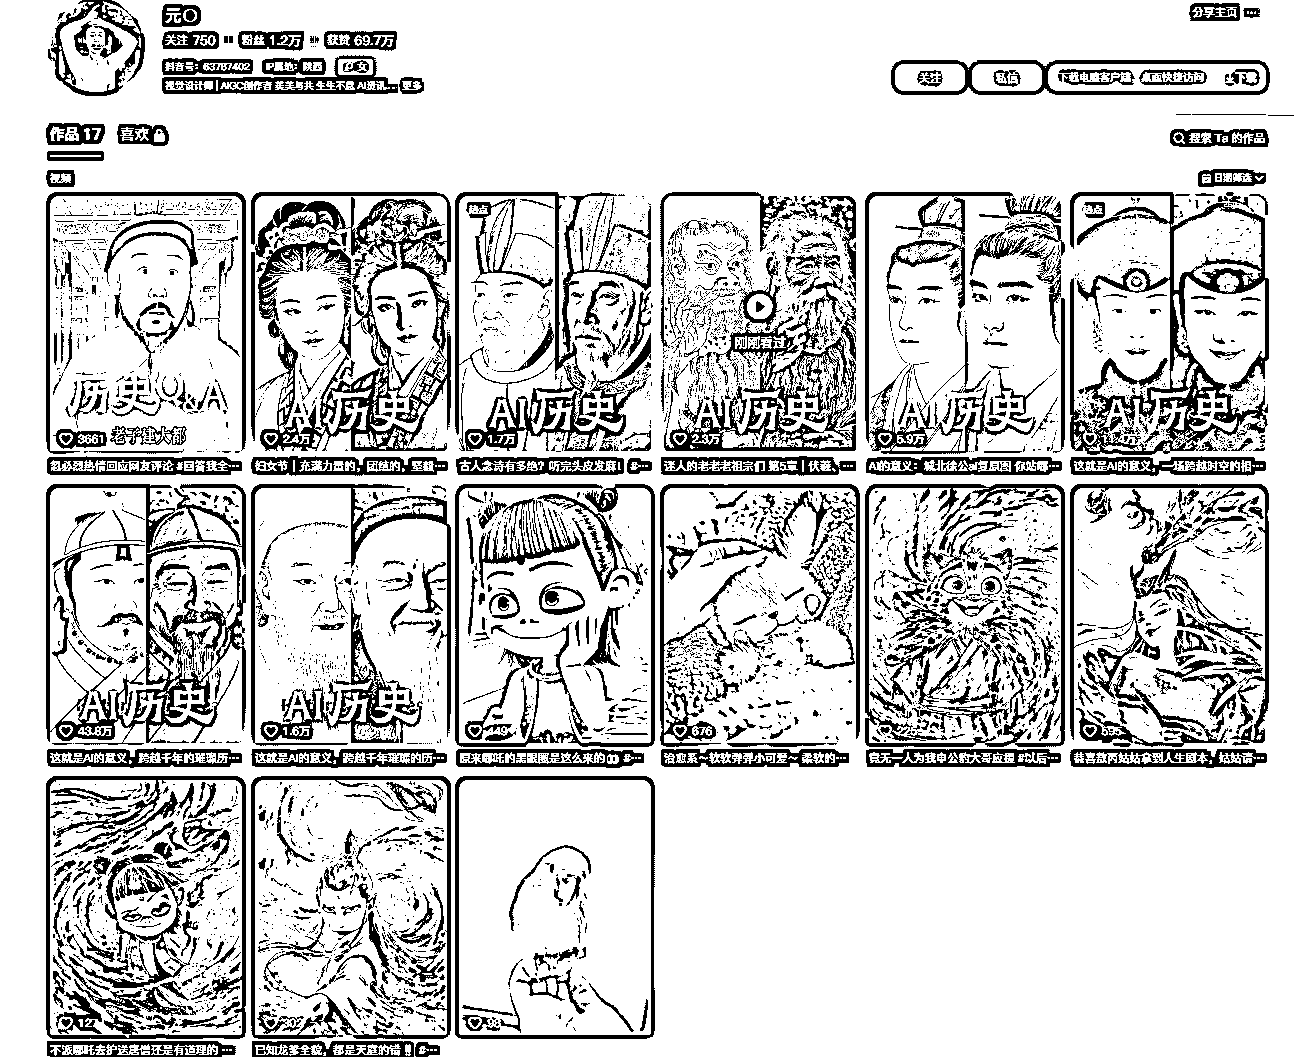 元〇
分享主页 ...
关注 750 粉丝 1.2万 获赞 69.7万
抖音号：63767402 IP属地：陕西 女
视觉设计师 | AIGC创作者 美美与共 生生不息 AI资讯... 更多
关注 私信 下载电脑客户端，桌面快捷访问 下载
作品 17 喜欢
搜索 Ta 的作品
视频
日期筛选
热点
热点
刚刚看过
历史Q&A
AI历史
AI历史
AI历史
AI历史
AI历史
老子建大都
3661
2.4万
1.7万
2.3万
5.9万
忽必烈热情回应网友评论 #回答我全...
妇女节 | 充满力量的，团结的，坚毅...
古人念诗有多绝？听完头皮发麻！ #...
迷人的老老老祖宗们 第5章 | 伏羲、...
AI的意义：城北徐公ai复原图 你站哪...
这就是AI的意义，一场跨越时空的相...
AI历史
AI历史
43.8万
1.6万
449
676
这就是AI的意义，跨越千年的璀璨历...
这就是AI的意义，跨越千年璀璨的历...
原来哪吒的黑眼圈是这么来的 #...
治愈系～软软弹弹小可爱～ 柔软的...
竟无一人为我申公豹大哥应援 #以后...
恭喜敖丙姑姑拿到人生剧本，姑姑请...
127
不派哪吒去护送唐僧还是有道理的 ...
已知龙爹全貌，都是天庭的错 ‼ #...